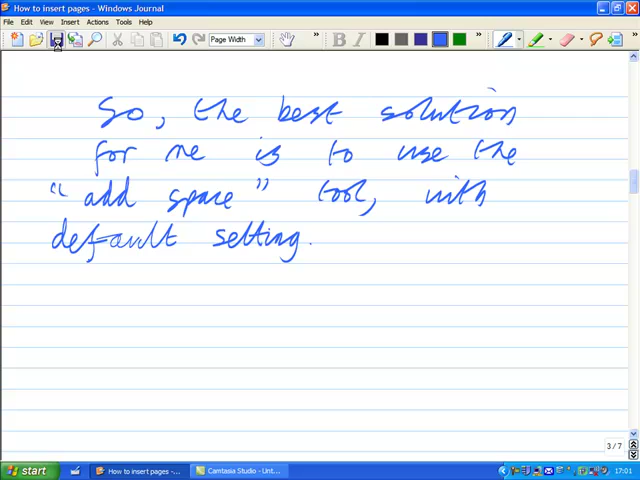 How to insert pages - Windows Journal
File Edit View Insert Actions Tools Help
Page Width
B I
So, the best solution
for me is to use the
"add space" tool, with
default setting.
3 / 7
start How to insert pages -... Camtasia Studio - Unt... 17:01